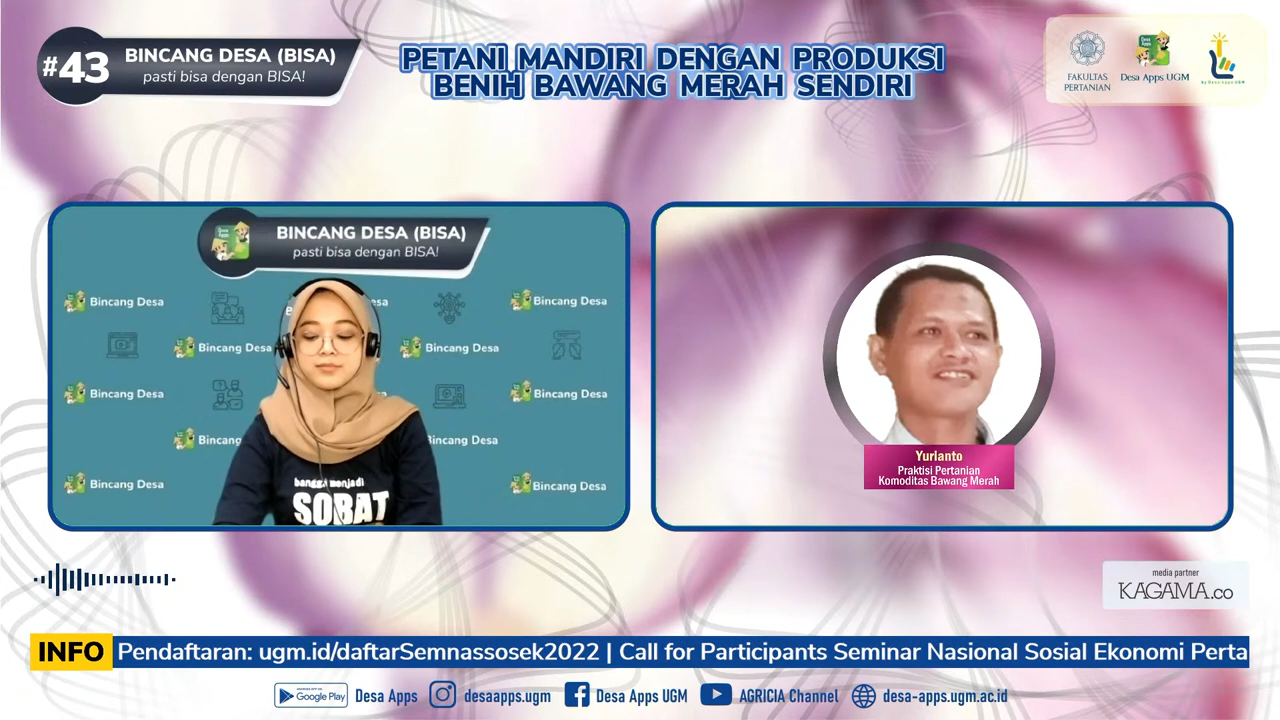 #43
BINCANG DESA (BISA)
pasti bisa dengan BISA!
PETANI MANDIRI DENGAN PRODUKSI
BENIH BAWANG MERAH SENDIRI
FAKULTAS
PERTANIAN
Desa Apps UGM
BINCANG DESA (BISA)
pasti bisa dengan BISA!
Bincang Desa
esa
Bincang Desa
Bincang Desa
Bincang Desa
Bincang Desa
Bincang Desa
Bincang Desa
Bincang
Bincang Desa
Bincang Desa
Bincang Desa
bangga menjadi
SOBAT
Yurianto
Praktisi Pertanian
Komoditas Bawang Merah
media partner
KAGAMA.co
INFO
Pendaftaran: ugm.id/daftarSemnassosek2022 | Call for Participants Seminar Nasional Sosial Ekonomi Perta
Google Play
Desa Apps
desaapps.ugm
Desa Apps UGM
AGRICIA Channel
desa-apps.ugm.ac.id